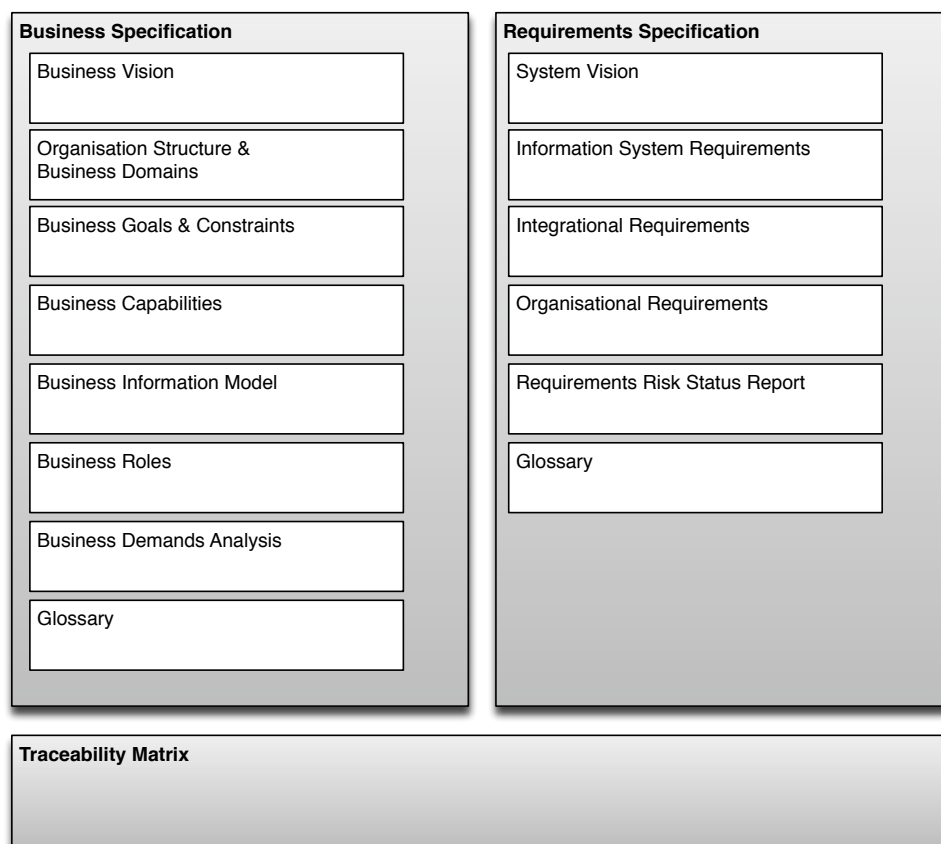 Business Specification
Business Vision
Organisation Structure &
Business Domains
Business Goals & Constraints
Business Capabilities
Business Information Model
Business Roles
Business Demands Analysis
Glossary
Requirements Specification
System Vision
Information System Requirements
Integrational Requirements
Organisational Requirements
Requirements Risk Status Report
Glossary
Traceability Matrix